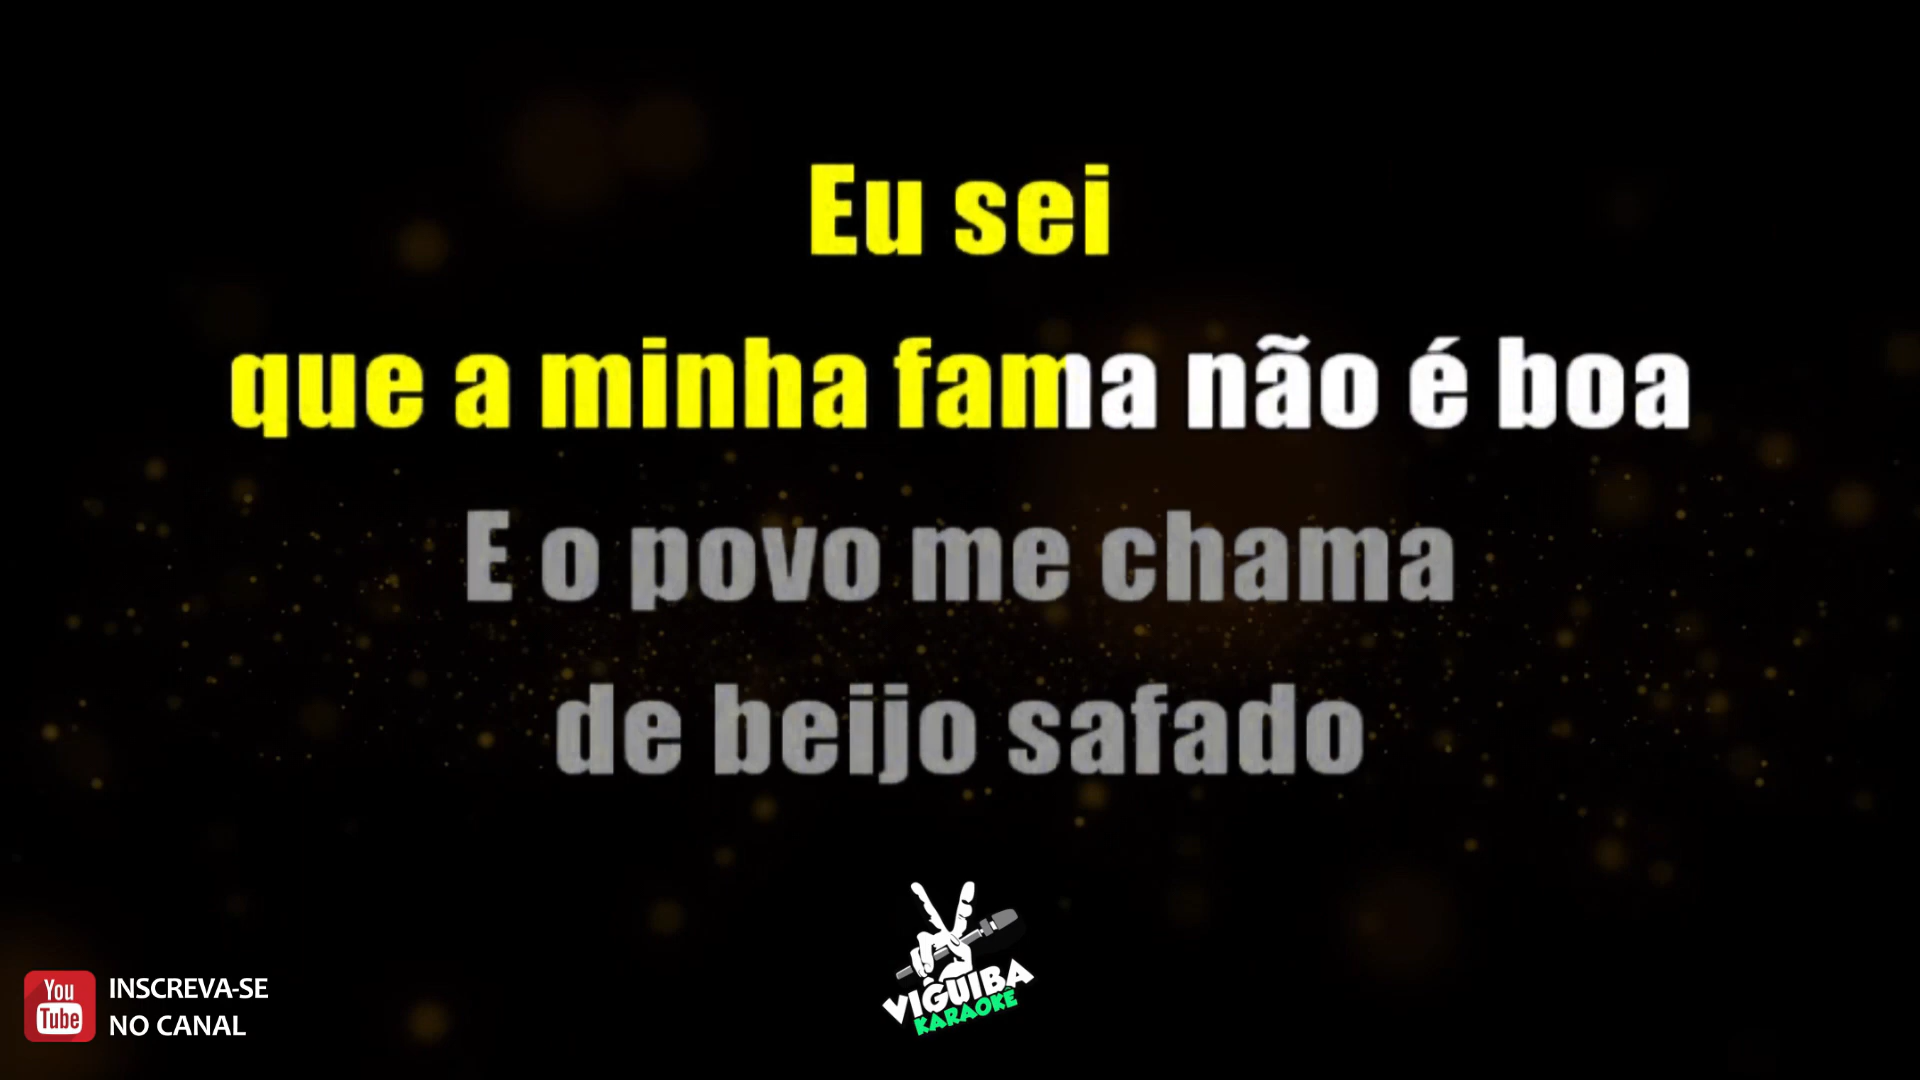 Eu sei
que a minha fama não é boa
E o povo me chama
de beijo safado
VIGUIBA
KARAOKÊ
You
Tube
INSCREVA-SE
NO CANAL